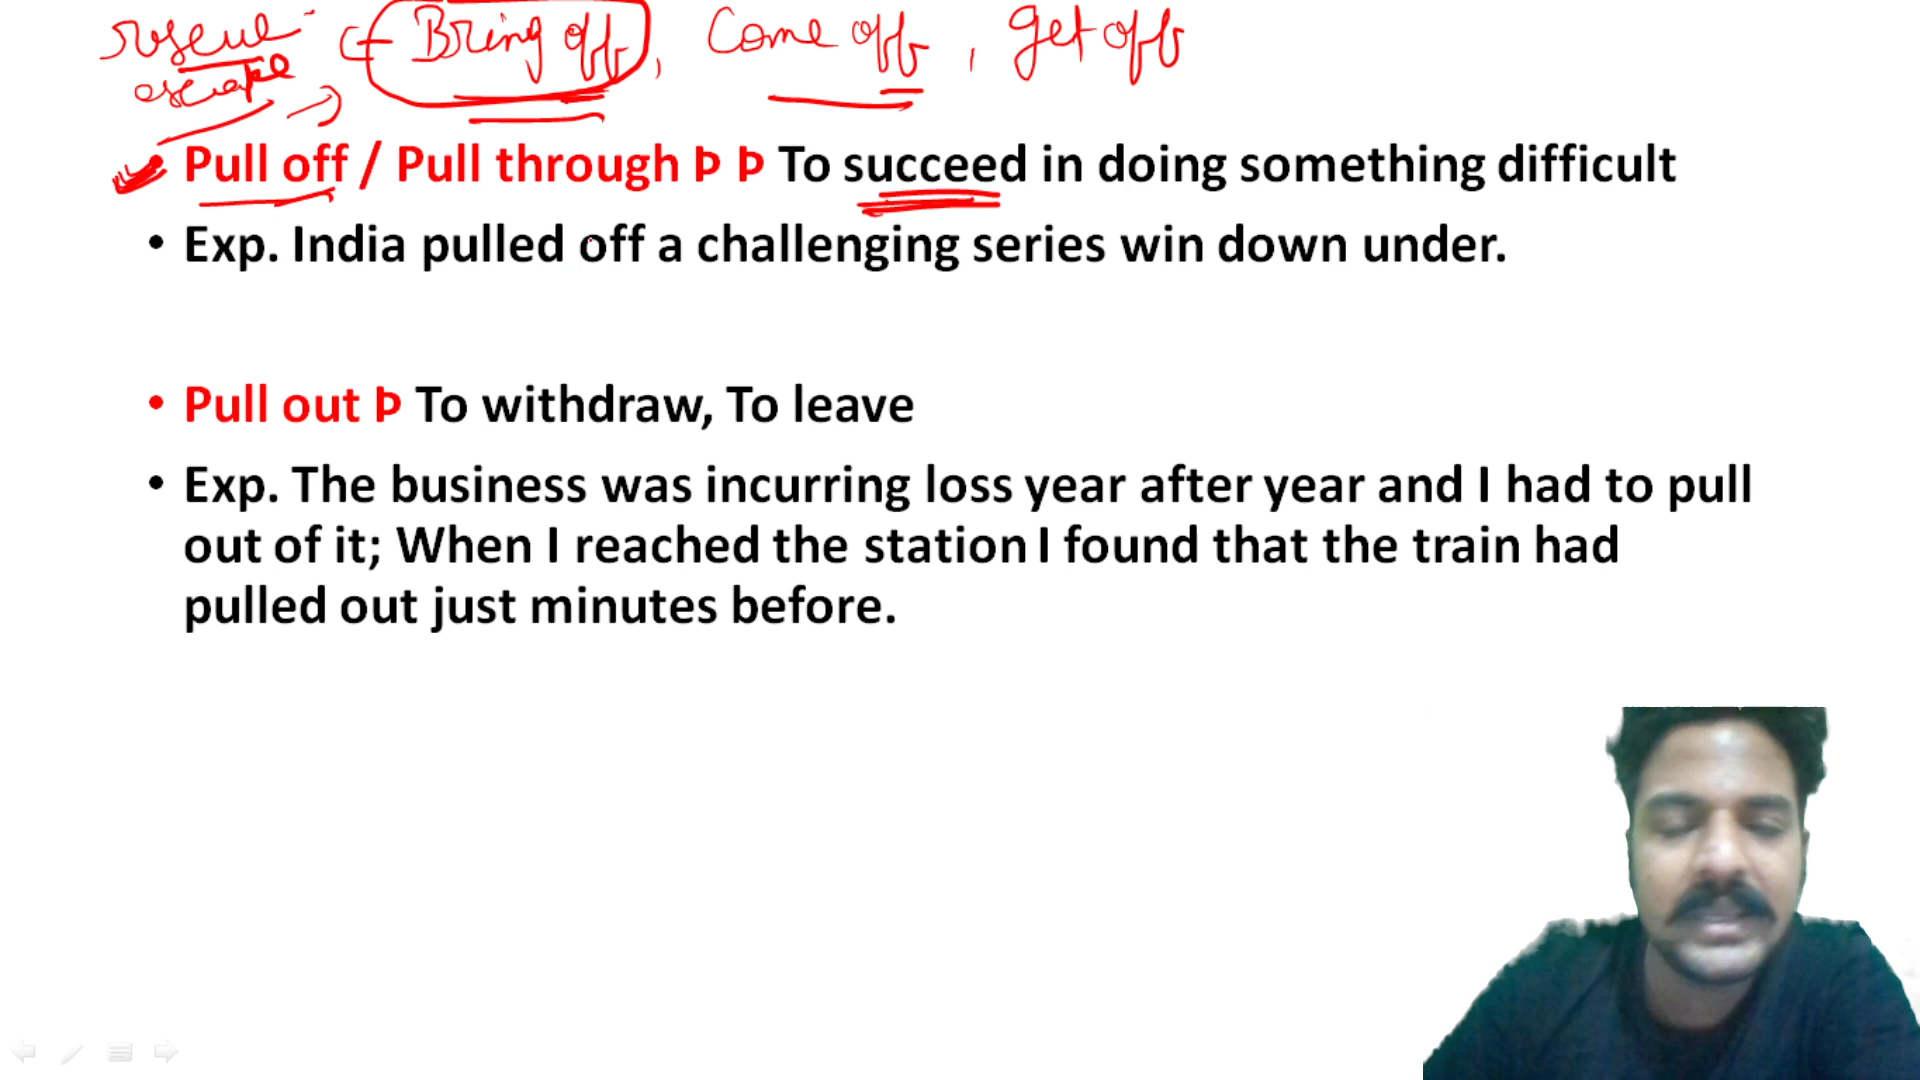 rescue Bring off, Come off, get off
escape
• Pull off / Pull through Þ Þ To succeed in doing something difficult
• Exp. India pulled off a challenging series win down under.
• Pull out Þ To withdraw, To leave
• Exp. The business was incurring loss year after year and I had to pull
out of it; When I reached the station I found that the train had
pulled out just minutes before.